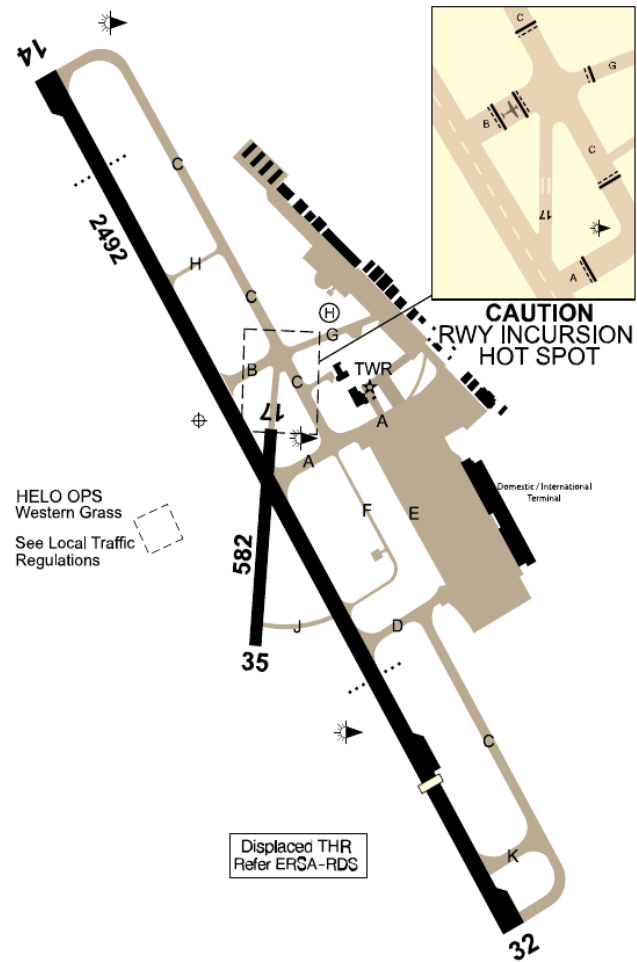 14
C
G
B
C
17
A
CAUTION
RWY INCURSION
HOT SPOT
C
2492
H
C
H
G
B
C
TWR
17
A
A
HELO OPS
Western Grass
See Local Traffic
Regulations
F
E
Domestic / International
Terminal
582
J
D
35
C
Displaced THR
Refer ERSA-RDS
K
32